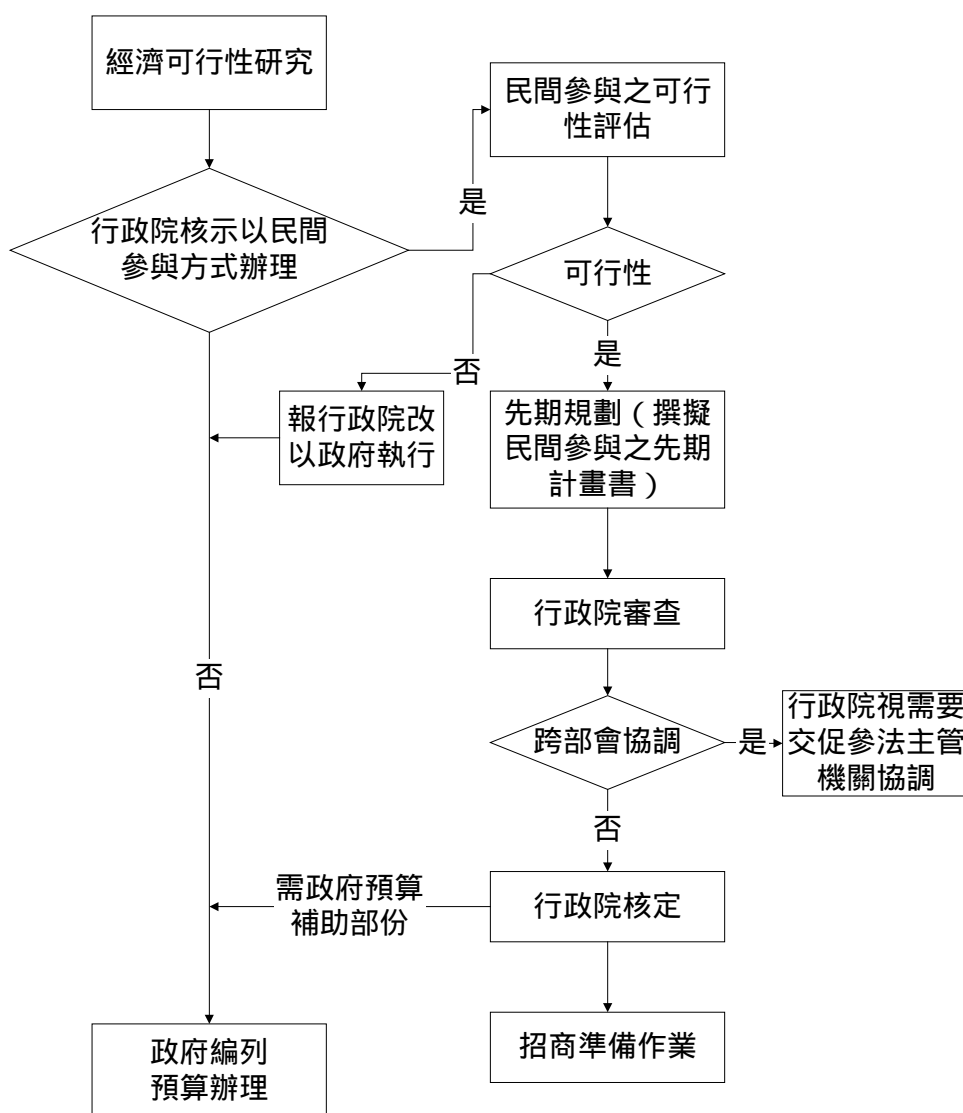 經濟可行性研究
民間參與之可行
性評估
是
行政院核示以民間
參與方式辦理
可行性
否
是
報行政院改
以政府執行
先期規劃（撰擬
民間參與之先期
計畫書）
行政院審查
否
跨部會協調
是
行政院視需要
交促參法主管
機關協調
否
需政府預算
補助部份
行政院核定
政府編列
預算辦理
招商準備作業